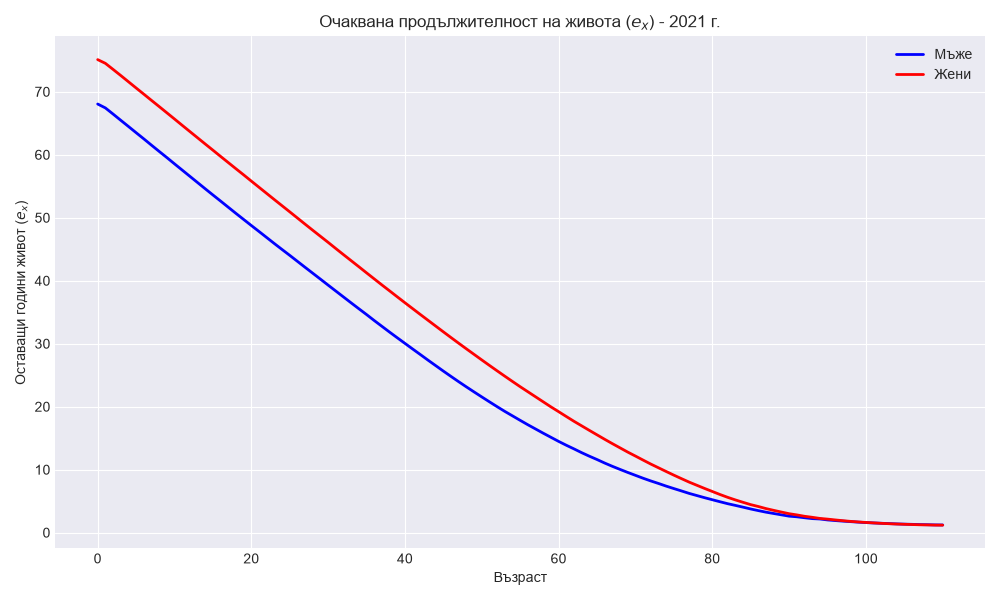 Очаквана продължителност на живота (eₓ) - 2021 г.
Мъже
Жени
Оставащи години живот (eₓ)
70
60
50
40
30
20
10
0
0 20 40 60 80 100
Възраст